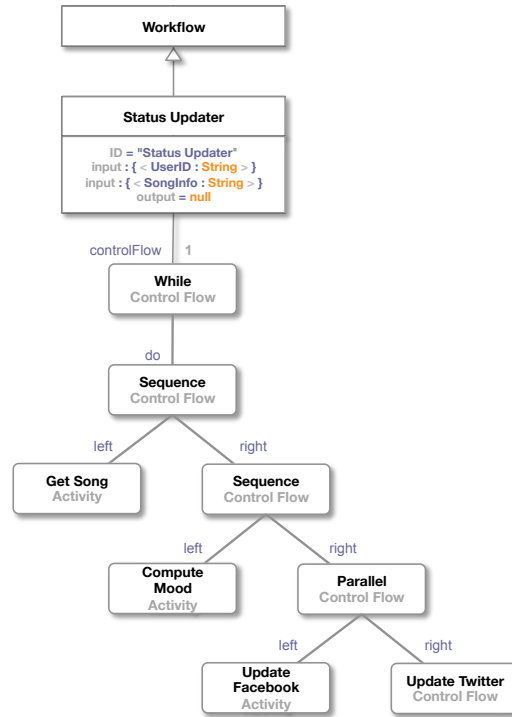 Workflow
Status Updater
ID = "Status Updater"
input : { < UserID : String > }
input : { < SongInfo : String > }
output = null
controlFlow 1
While
Control Flow
do
Sequence
Control Flow
left right
Get Song
Activity
Sequence
Control Flow
left right
Compute
Mood
Activity
Parallel
Control Flow
left right
Update
Facebook
Activity
Update Twitter
Control Flow